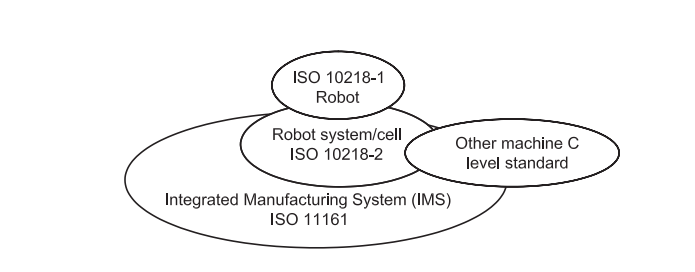 ISO 10218-1
Robot
Robot system/cell
ISO 10218-2
Other machine C
level standard
Integrated Manufacturing System (IMS)
ISO 11161